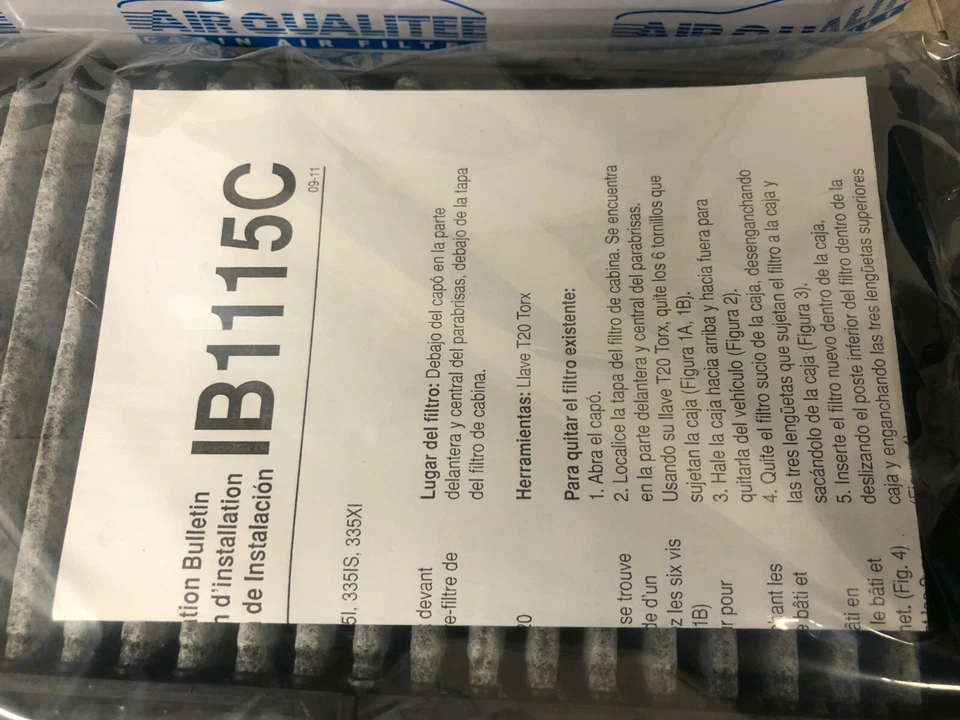 AIR QUALITEE
IN AIR FILT
AIR QUALITEE
tion Bulletin
n d'installation
de Instalación
IB1115C
09-11
5I, 335IS, 335XI
devant
e-filtre de
se trouve
de d'un
z les six vis
1B)
r pour
bâti et
bâti en
le bâti et
net. (Fig. 4) .
Lugar del filtro: Debajo del capó en la parte
delantera y central del parabrisas, debajo de la tapa
del filtro de cabina.
Herramientas: Llave T20 Torx
Para quitar el filtro existente:
1. Abra el capó.
2. Localice la tapa del filtro de cabina. Se encuentra
en la parte delantera y central del parabrisas.
Usando su llave T20 Torx, quite los 6 tornillos que
sujetan la caja (Figura 1A, 1B).
3. Hale la caja hacia arriba y hacia fuera para
quitarla del vehículo (Figura 2).
4. Quite el filtro sucio de la caja, desenganchando
las tres lengüetas que sujetan el filtro a la caja y
sacándolo de la caja (Figura 3).
5. Inserte el filtro nuevo dentro de la caja,
deslizando el poste inferior del filtro dentro de la
caja y enganchando las tres lengüetas superiores